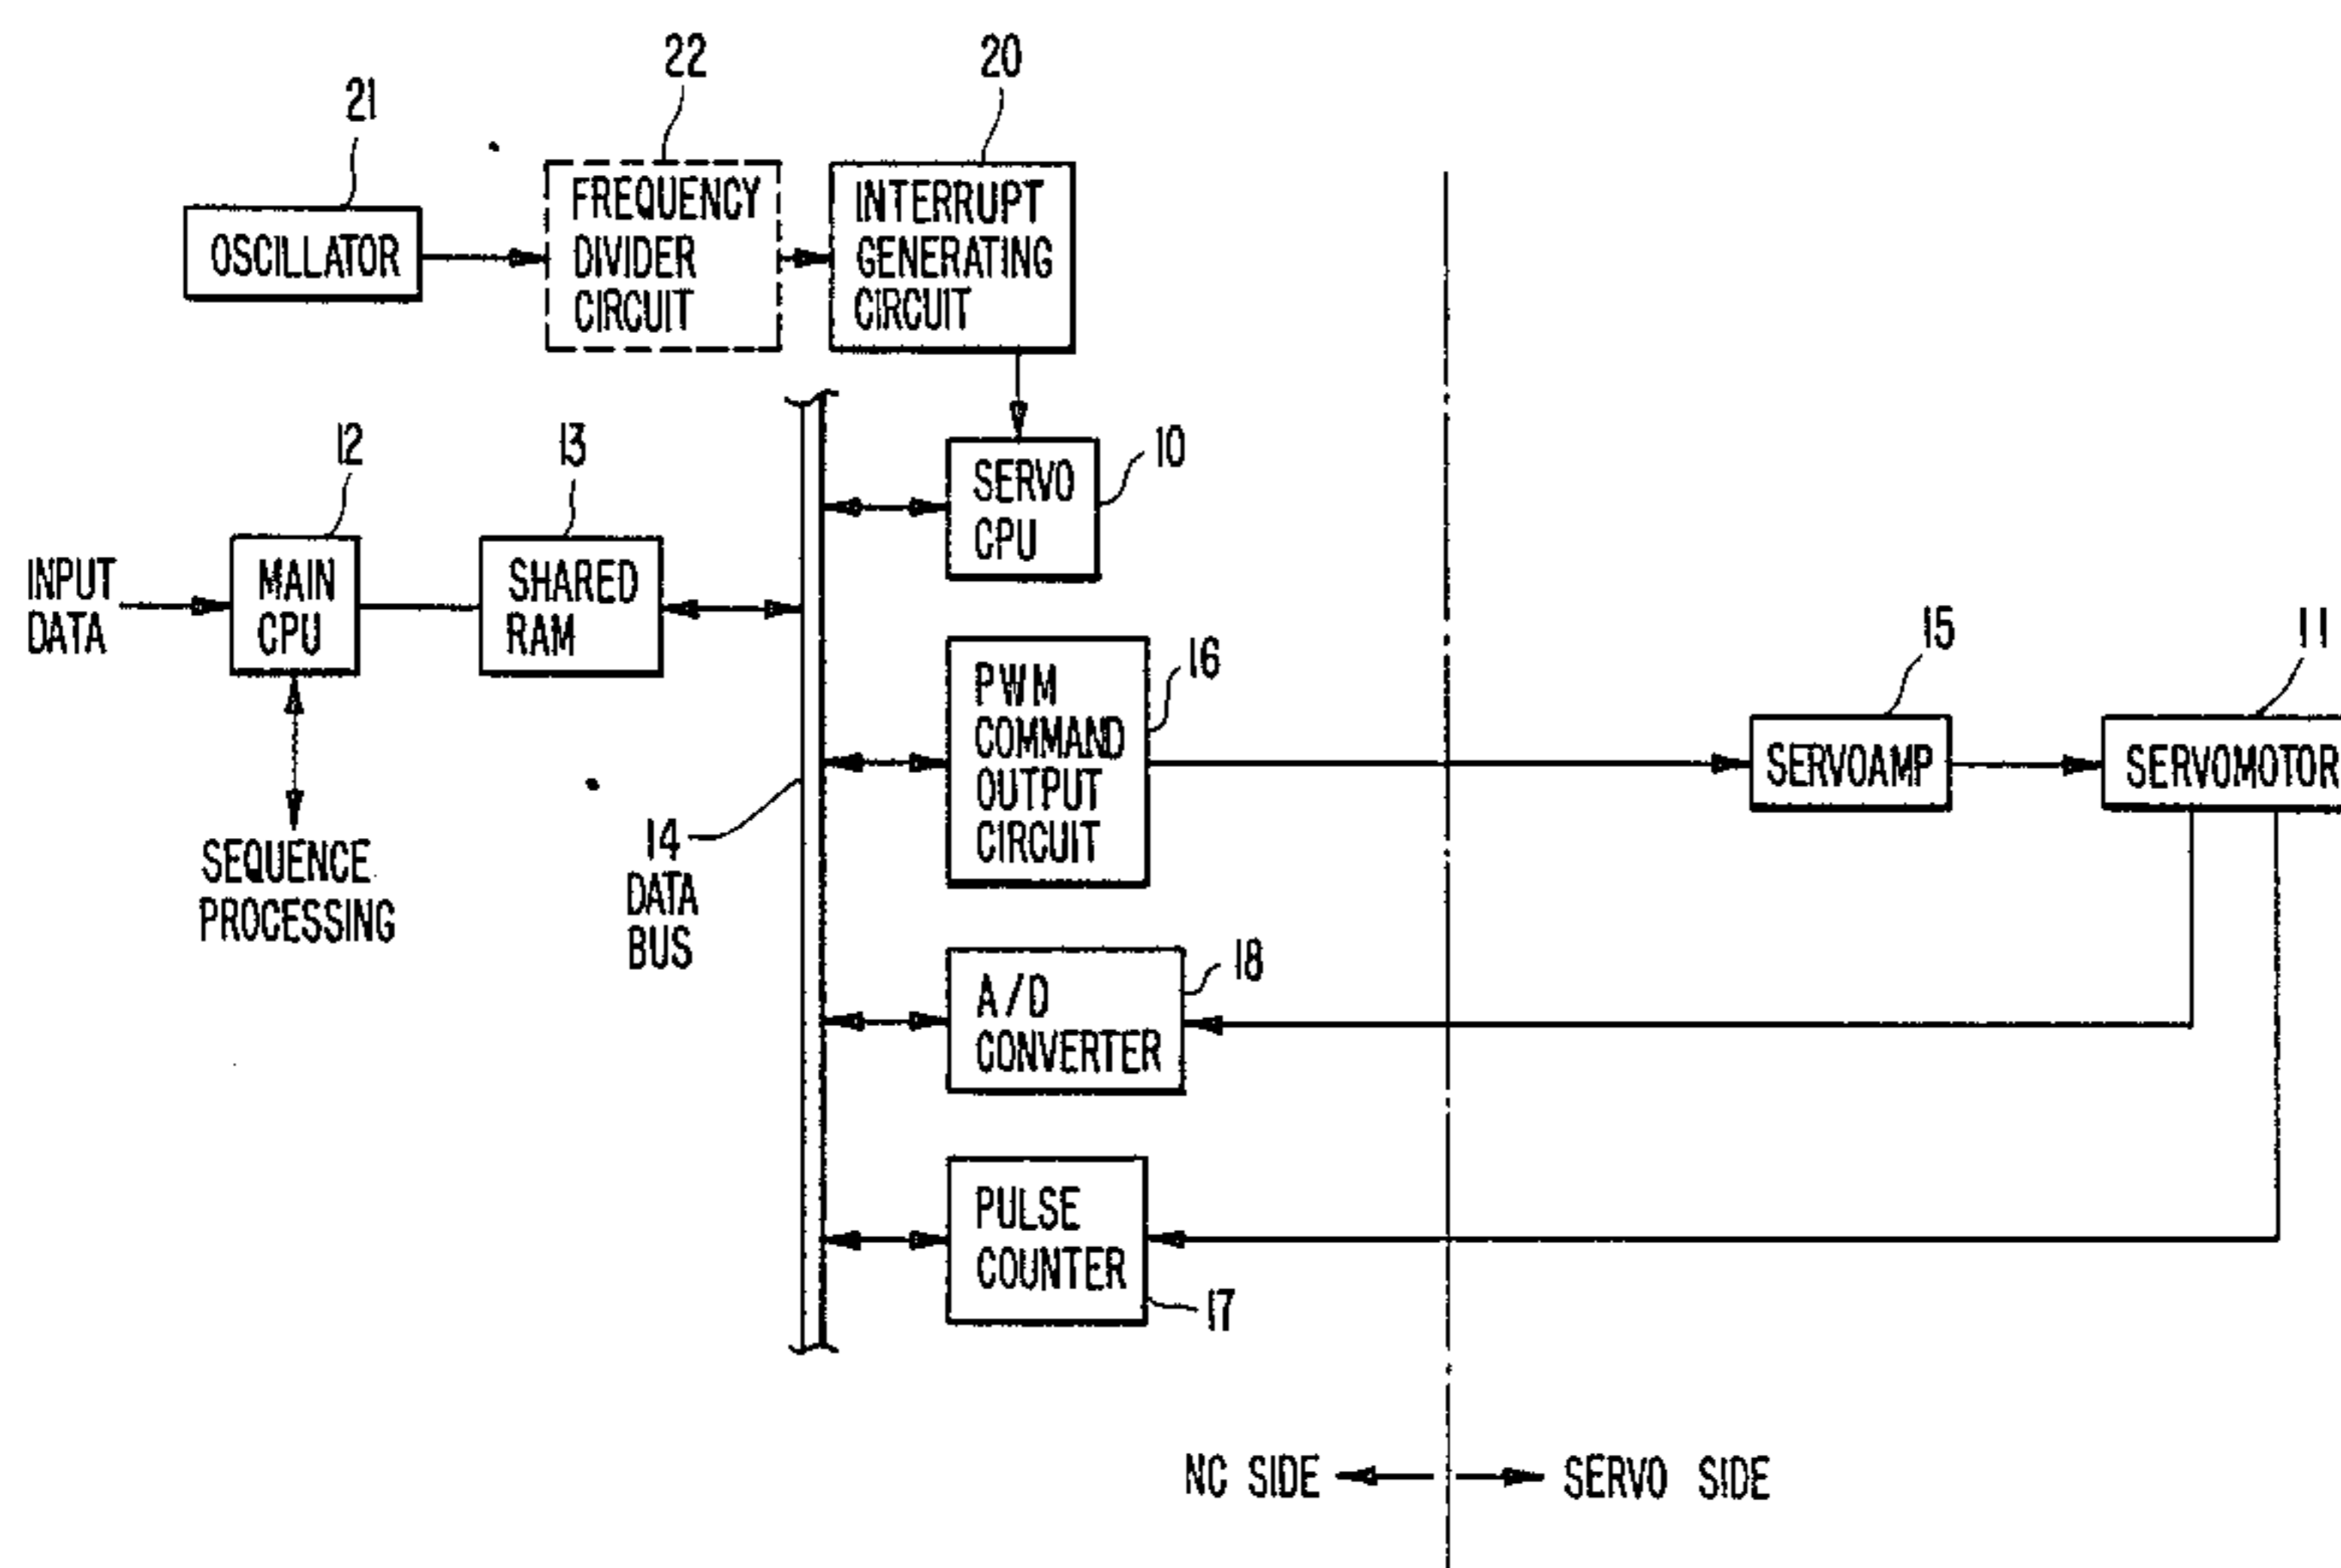 22
20
21
FREQUENCY
DIVIDER
CIRCUIT
INTERRUPT
GENERATING
CIRCUIT
OSCILLATOR
12
13
10
SERVO
CPU
INPUT
DATA
MAIN
CPU
SHARED
RAM
16
15
11
PWM
COMMAND
OUTPUT
CIRCUIT
SERVOAMP
SERVOMOTOR
14
DATA
BUS
SEQUENCE
PROCESSING
18
A/D
CONVERTER
PULSE
COUNTER
17
NC SIDE
SERVO SIDE